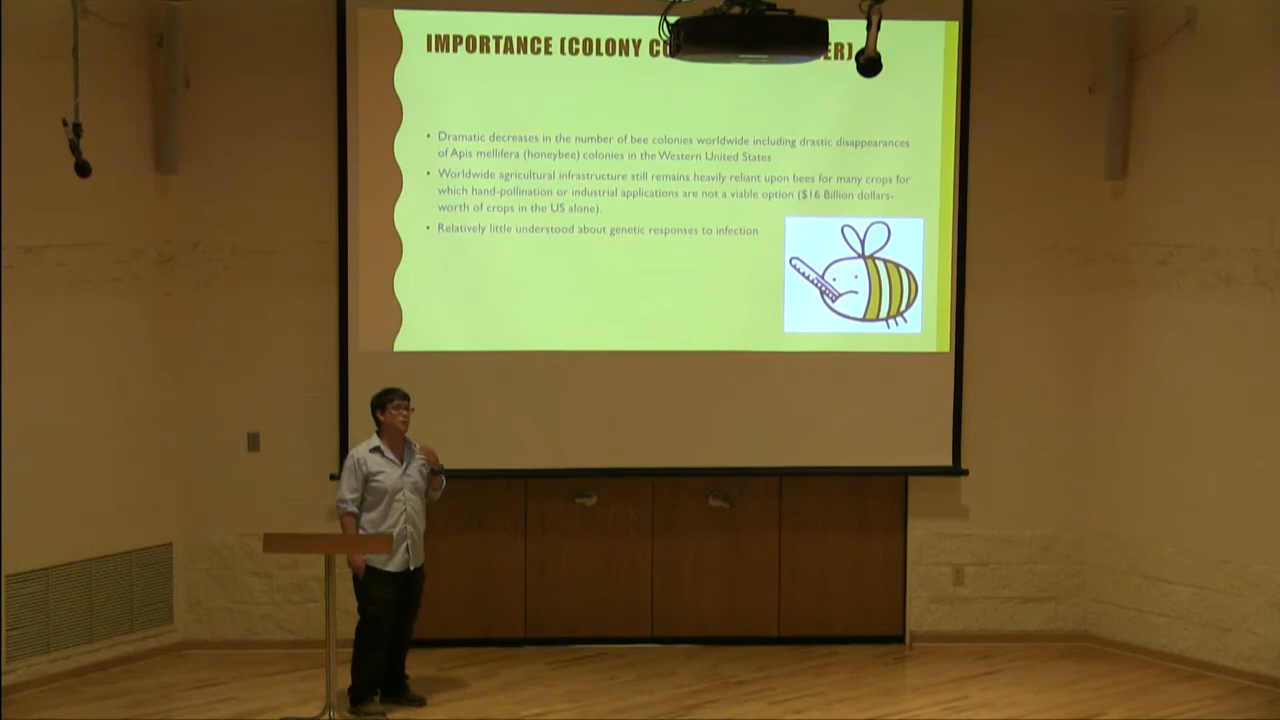 IMPORTANCE (COLONY ER)
• Dramatic decreases in the number of bee colonies worldwide including drastic disappearances
of Apis mellifera (honeybee) colonies in the Western United States
• Worldwide agricultural infrastructure still remains heavily reliant upon bees for many crops for
which hand-pollination or industrial applications are not a viable option ($16 Billion dollars-
worth of crops in the US alone).
• Relatively little understood about genetic responses to infection